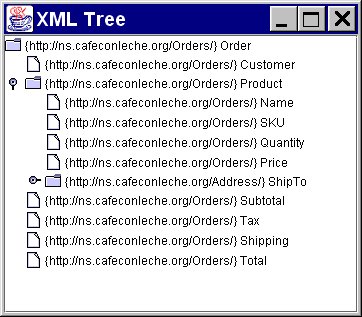 XML Tree
{http://ns.cafeconleche.org/Orders/} Order
{http://ns.cafeconleche.org/Orders/} Customer
{http://ns.cafeconleche.org/Orders/} Product
{http://ns.cafeconleche.org/Orders/} Name
{http://ns.cafeconleche.org/Orders/} SKU
{http://ns.cafeconleche.org/Orders/} Quantity
{http://ns.cafeconleche.org/Orders/} Price
{http://ns.cafeconleche.org/Address/} ShipTo
{http://ns.cafeconleche.org/Orders/} Subtotal
{http://ns.cafeconleche.org/Orders/} Tax
{http://ns.cafeconleche.org/Orders/} Shipping
{http://ns.cafeconleche.org/Orders/} Total